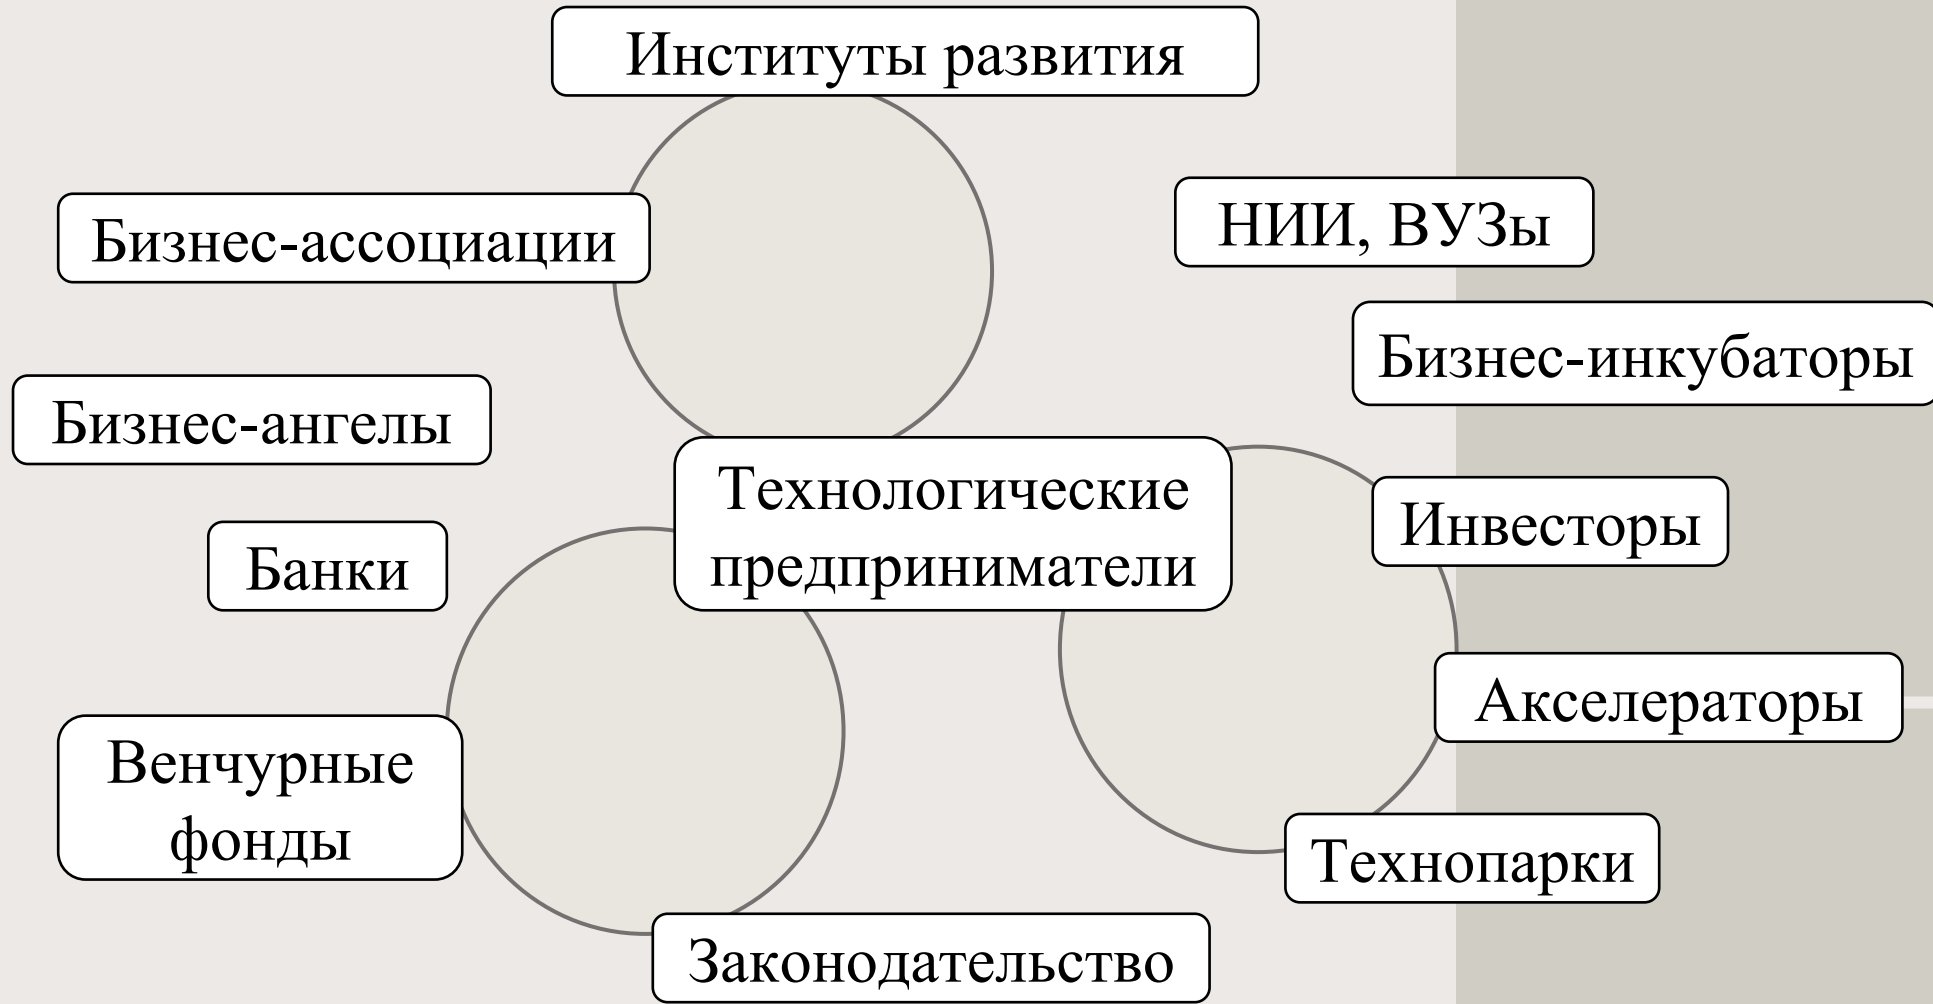 Институты развития
НИИ, ВУЗы
Бизнес-ассоциации
Бизнес-инкубаторы
Бизнес-ангелы
Технологические
предприниматели
Инвесторы
Банки
Акселераторы
Венчурные
фонды
Технопарки
Законодательство